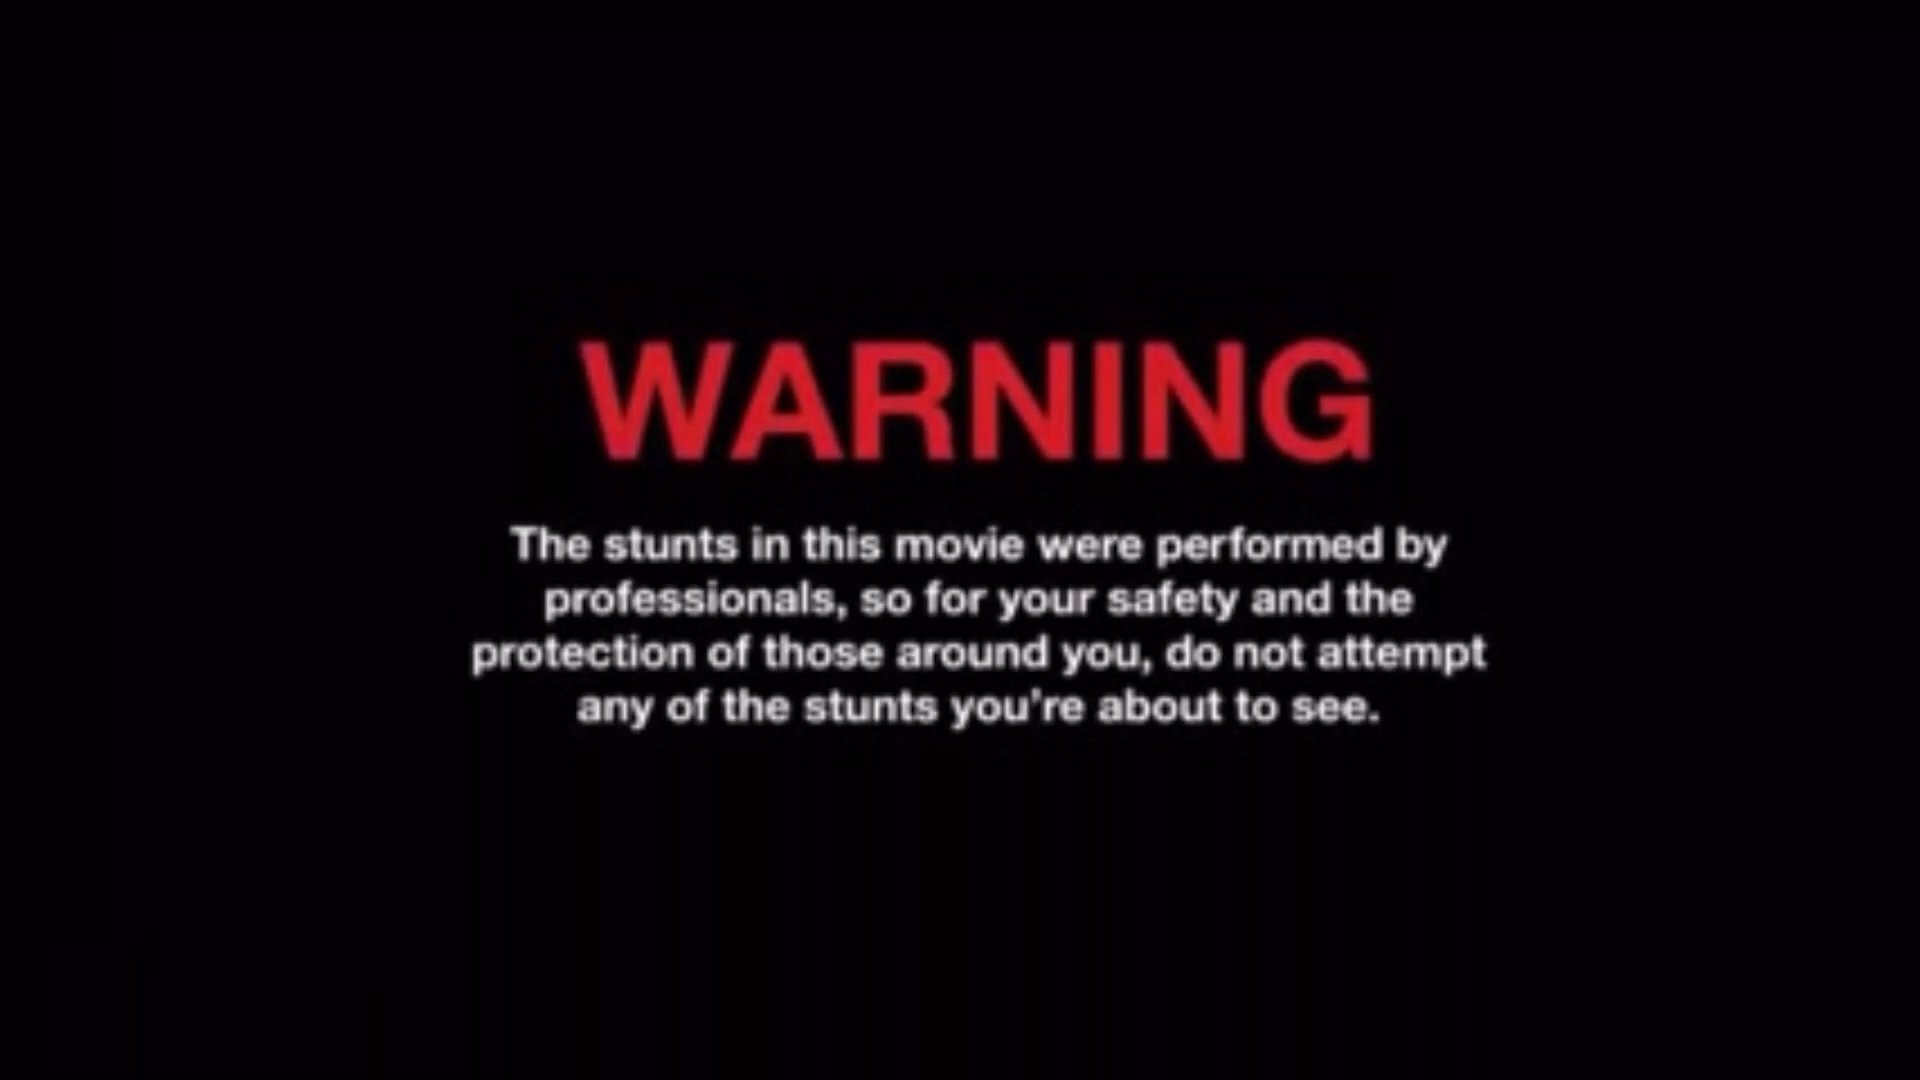 WARNING
The stunts in this movie were performed by
professionals, so for your safety and the
protection of those around you, do not attempt
any of the stunts you're about to see.